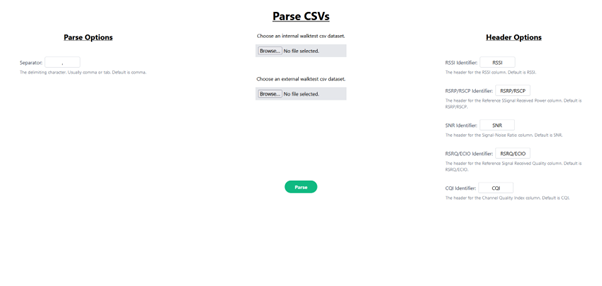 Parse CSVs
Parse Options
Separator: ,
The delimiting character. Usually comma or tab. Default is comma.
Choose an internal walktest csv dataset.
Browse... No file selected.
Choose an external walktest csv dataset.
Browse... No file selected.
Parse
Header Options
RSSI Identifier: RSSI
The header for the RSSI column. Default is RSSI.
RSRP/RSCP Identifier: RSRP/RSCP
The header for the Reference SSignal Received Power column. Default is
RSRP/RSCP.
SNR Identifier: SNR
The header for the Signal Noise Ratio column. Default is SNR.
RSRQ/ECIO Identifier: RSRQ/ECIO
The header for the Reference Signal Received Quality column. Default is
RSRQ/ECIO.
CQI Identifier: CQI
The header for the Channel Quality Index column. Default is CQI.